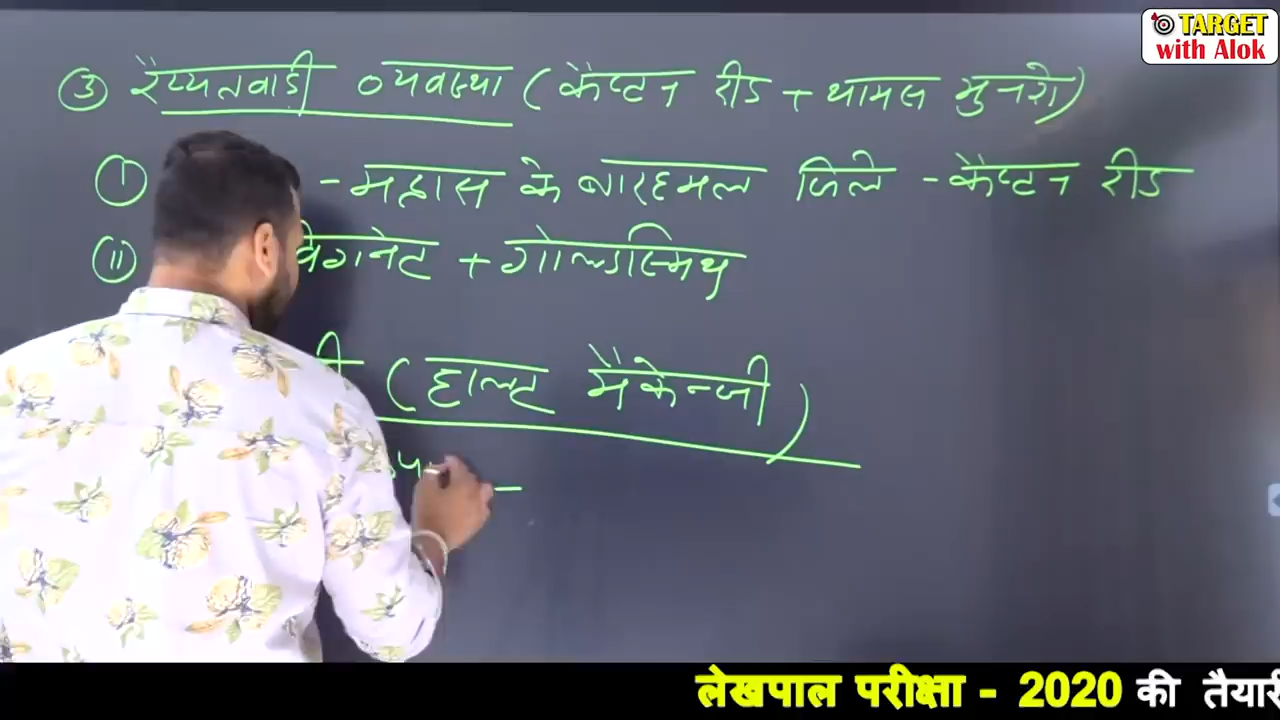 TARGET
with Alok
③ रैय्यतवाड़ी व्यवस्था (कैप्टन रीड + थामस मुनरो)
① - मद्रास के बारहमल जिले - कैप्टन रीड
⑪ विगनेट + गोल्डस्मिथ
(हाल्ट मैकेन्जी)
लेखपाल परीक्षा - 2020 की तैयारी